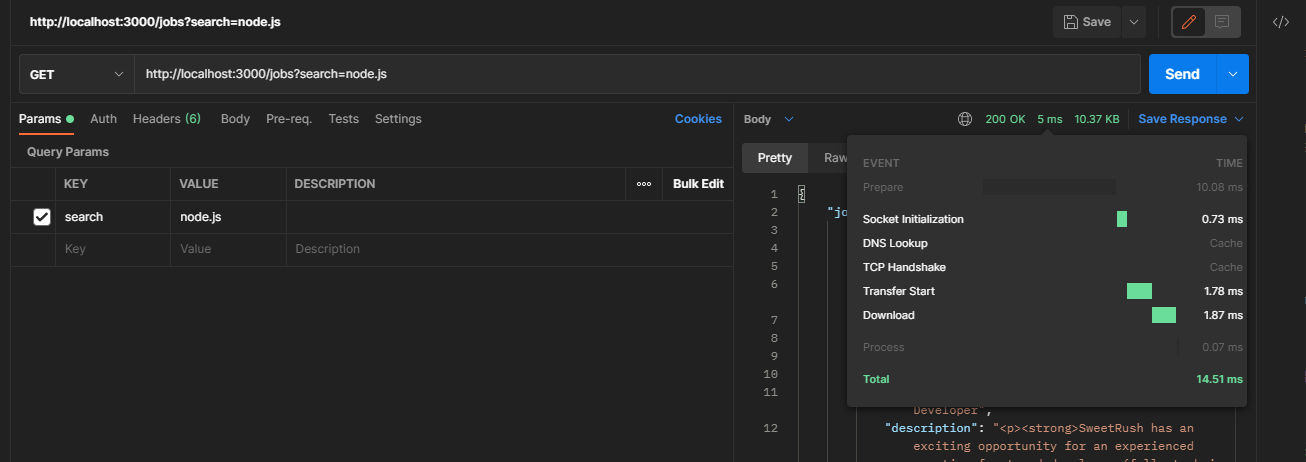 http://localhost:3000/jobs?search=node.js
Save
GET
http://localhost:3000/jobs?search=node.js
Send
Params
Auth
Headers (6)
Body
Pre-req.
Tests
Settings
Cookies
Query Params
KEY VALUE DESCRIPTION ooo Bulk Edit
search node.js
Key Value Description
Body
200 OK 5 ms 10.37 KB Save Response
Pretty Raw
EVENT TIME
Prepare 10.08 ms
Socket Initialization 0.73 ms
DNS Lookup Cache
TCP Handshake Cache
Transfer Start 1.78 ms
Download 1.87 ms
Process 0.07 ms
Total 14.51 ms
1 {
2 "jo
3
4
5
6
7
8
9
10
11
Developer",
12 "description": "<p><strong>SweetRush has an
exciting opportunity for an experienced